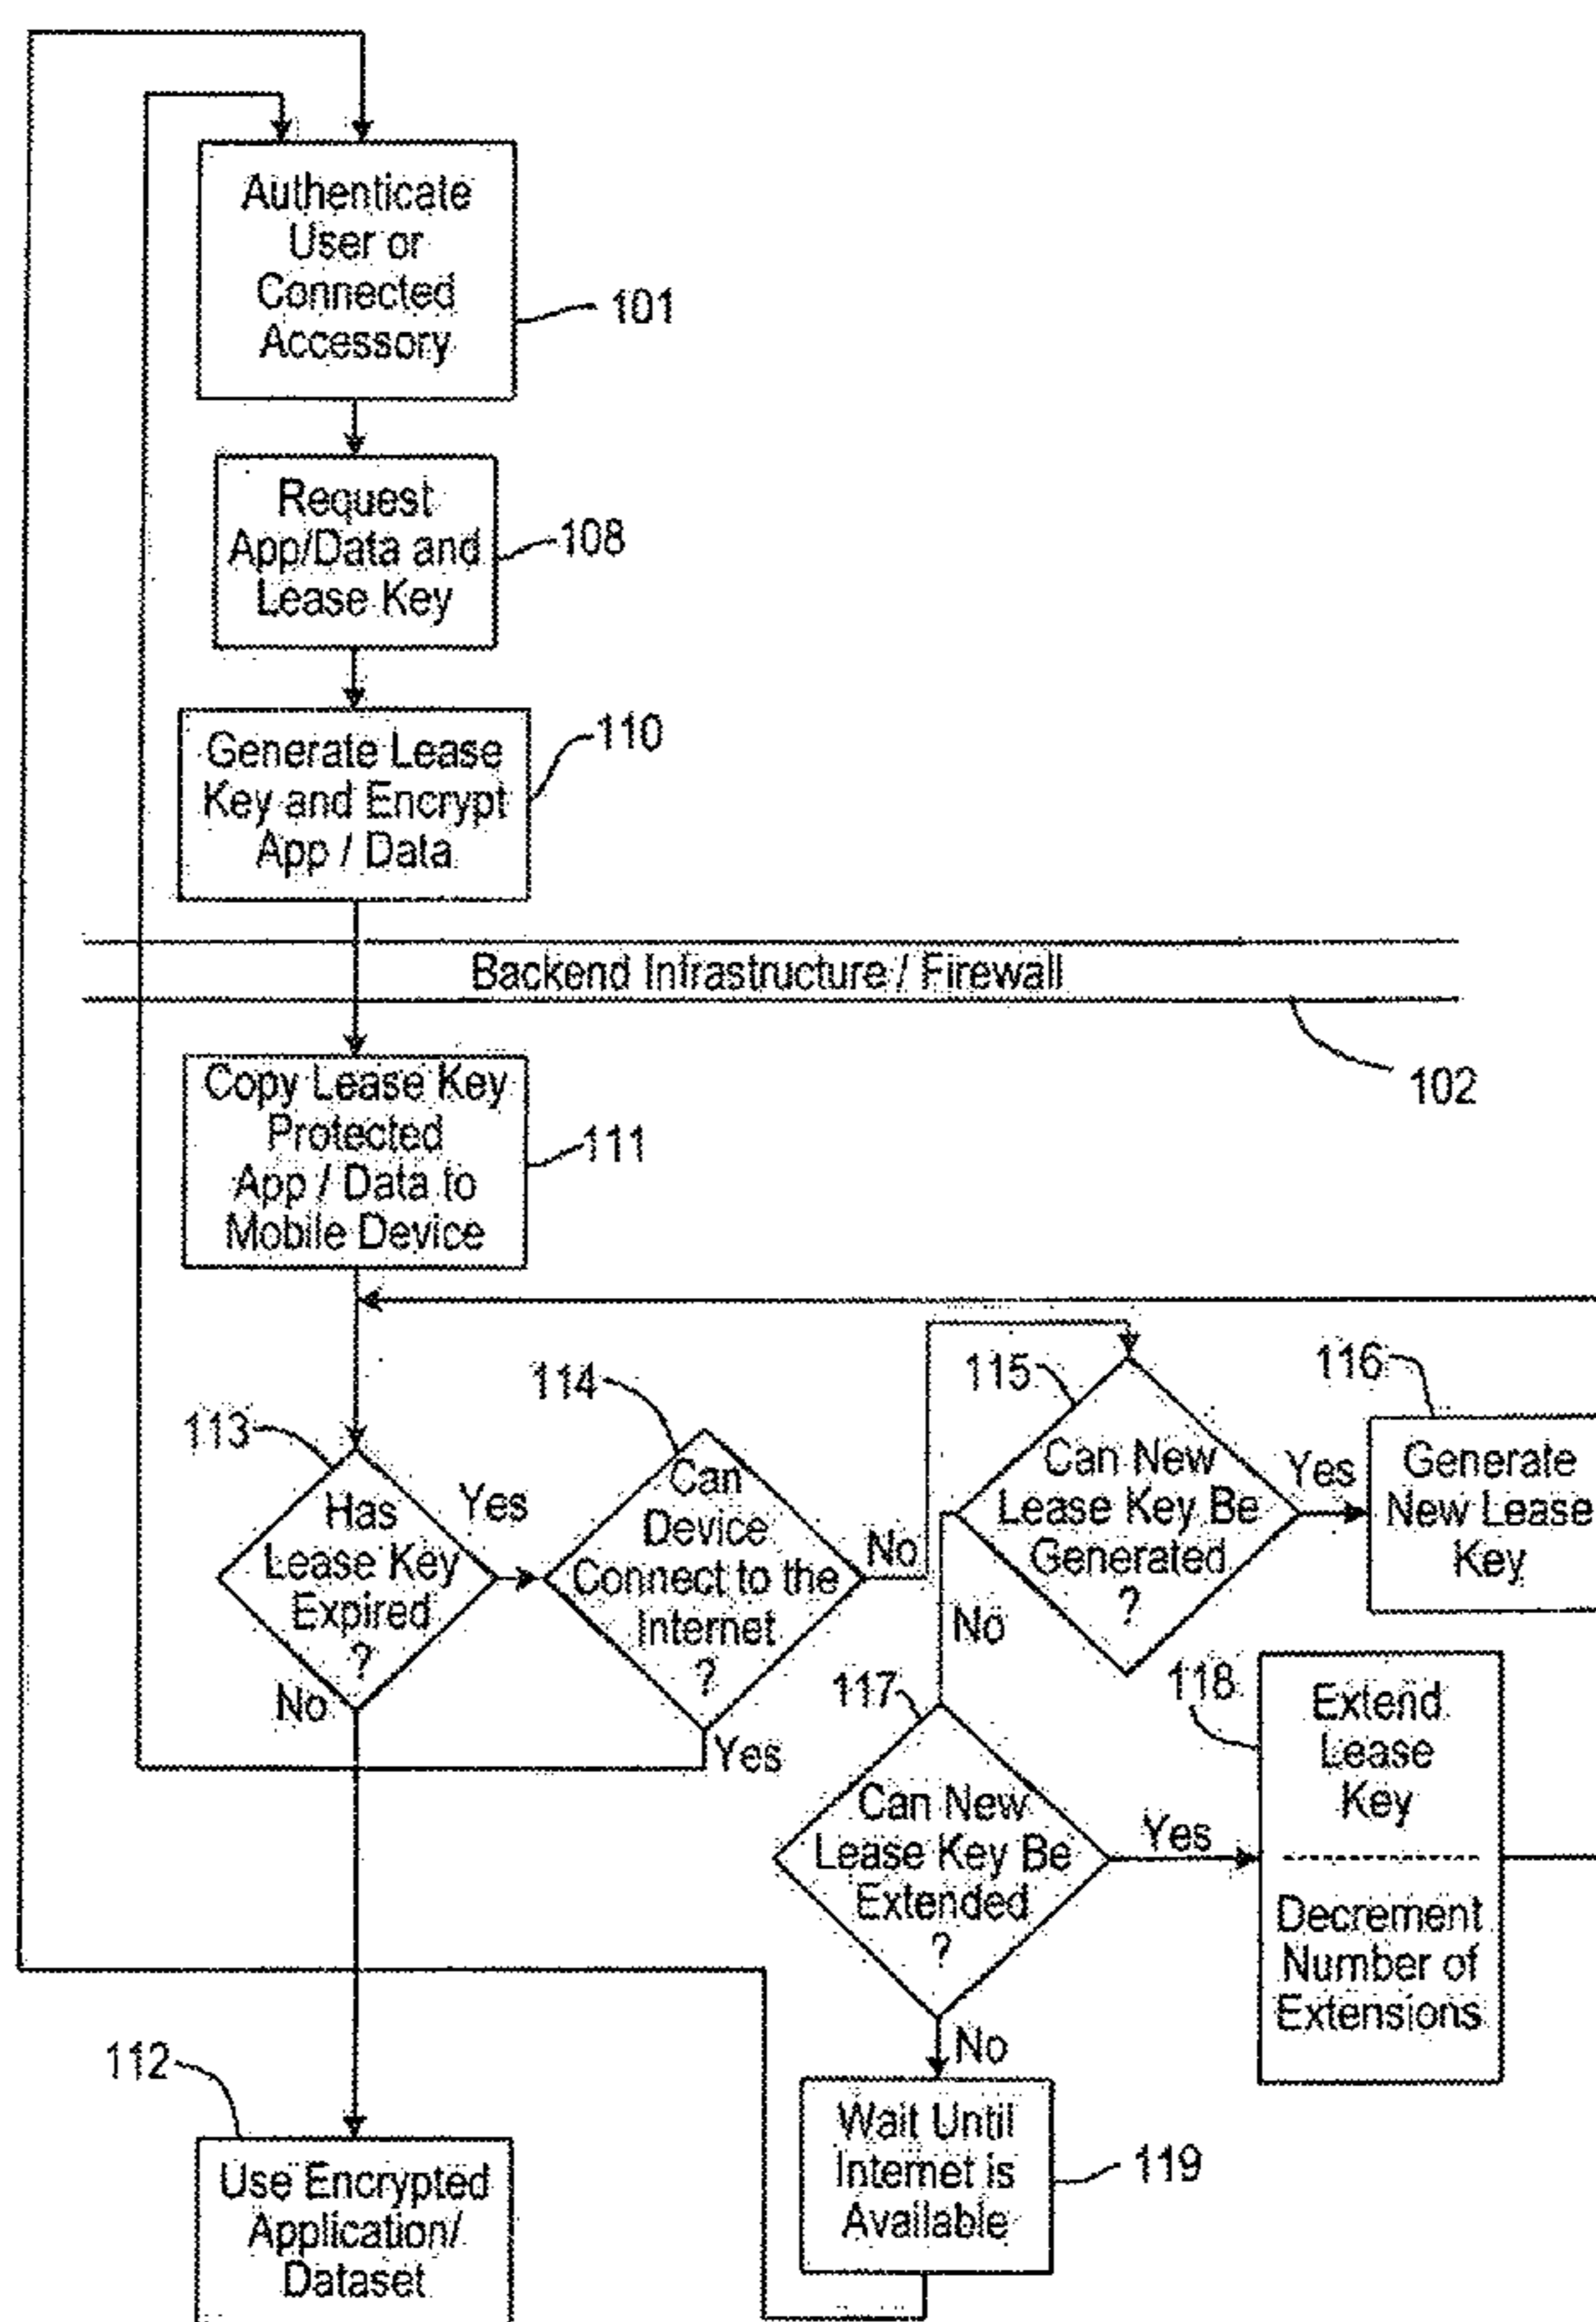 Authenticate
User or
Connected
Accessory
101
Request
App/Data and
Lease Key
108
Generate Lease
Key and Encrypt
App / Data
110
Backend Infrastructure / Firewall
102
Copy Lease Key
Protected
App / Data to
Mobile Device
111
113
Has
Lease Key
Expired
?
Yes
No
114
Can
Device
Connect to the
Internet
?
No
Yes
115
Can New
Lease Key Be
Generated
?
Yes
No
116
Generate
New Lease
Key
117
Can New
Lease Key Be
Extended
?
Yes
No
118
Extend
Lease
Key
Decrement
Number of
Extensions
112
Use Encrypted
Application/
Dataset
Wait Until
Internet is
Available
119